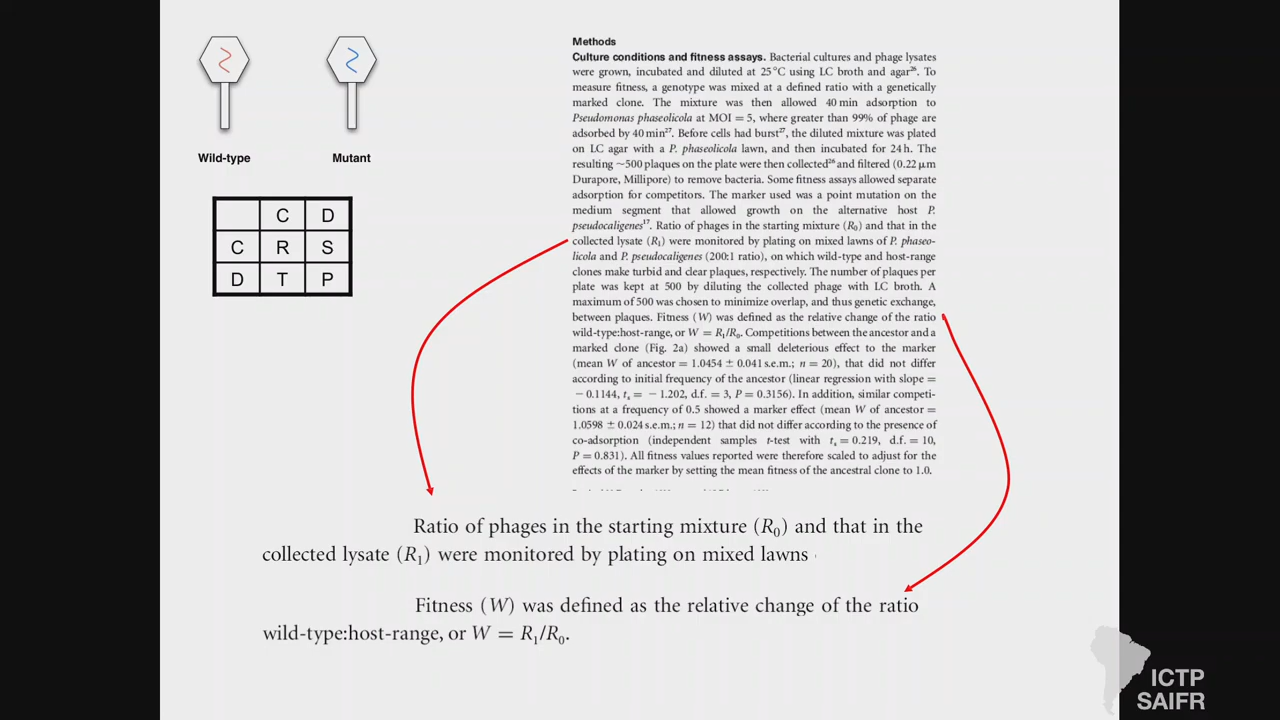 Wild-type
Mutant
C D
C R S
D T P
Methods
Culture conditions and fitness assays. Bacterial cultures and phage lysates
were grown, incubated and diluted at 25 °C using LC broth and agar26. To
measure fitness, a genotype was mixed at a defined ratio with a genetically
marked clone. The mixture was then allowed 40 min adsorption to
Pseudomonas phaseolicola at MOI = 5, where greater than 99% of phage are
adsorbed by 40 min27. Before cells had burst27, the diluted mixture was plated
on LC agar with a P. phaseolicola lawn, and then incubated for 24 h. The
resulting ~500 plaques on the plate were then collected26 and filtered (0.22 μm
Durapore, Millipore) to remove bacteria. Some fitness assays allowed separate
adsorption for competitors. The marker used was a point mutation on the
medium segment that allowed growth on the alternative host P.
pseudocaligenes17. Ratio of phages in the starting mixture (R0) and that in the
collected lysate (R1) were monitored by plating on mixed lawns of P. phaseo-
licola and P. pseudocaligenes (200:1 ratio), on which wild-type and host-range
clones make turbid and clear plaques, respectively. The number of plaques per
plate was kept at 500 by diluting the collected phage with LC broth. A
maximum of 500 was chosen to minimize overlap, and thus genetic exchange,
between plaques. Fitness (W) was defined as the relative change of the ratio
wild-type:host-range, or W = R1/R0. Competitions between the ancestor and a
marked clone (Fig. 2a) showed a small deleterious effect to the marker
(mean W of ancestor = 1.0454 ± 0.041 s.e.m.; n = 20), that did not differ
according to initial frequency of the ancestor (linear regression with slope =
− 0.1144, ts = − 1.202, d.f. = 3, P = 0.3156). In addition, similar competi-
tions at a frequency of 0.5 showed a marker effect (mean W of ancestor =
1.0598 ± 0.024 s.e.m.; n = 12) that did not differ according to the presence of
co-adsorption (independent samples t-test with ts = 0.219, d.f. = 10,
P = 0.831). All fitness values reported were therefore scaled to adjust for the
effects of the marker by setting the mean fitness of the ancestral clone to 1.0.
Ratio of phages in the starting mixture (R0) and that in the
collected lysate (R1) were monitored by plating on mixed lawns
Fitness (W) was defined as the relative change of the ratio
wild-type:host-range, or W = R1/R0.
ICTP
SAIFR